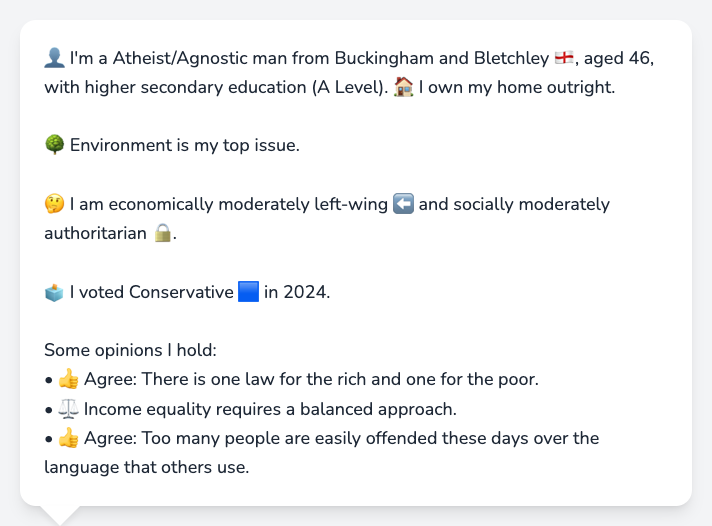 👤 I'm a Atheist/Agnostic man from Buckingham and Bletchley 🏴󠁧󠁢󠁥󠁮󠁧󠁿, aged 46,
with higher secondary education (A Level). 🏠 I own my home outright.
🌳 Environment is my top issue.
🤔 I am economically moderately left-wing ⬅️ and socially moderately
authoritarian 🔒.
🗳️ I voted Conservative 🟦 in 2024.
Some opinions I hold:
• 👍 Agree: There is one law for the rich and one for the poor.
• ⚖️ Income equality requires a balanced approach.
• 👍 Agree: Too many people are easily offended these days over the
language that others use.